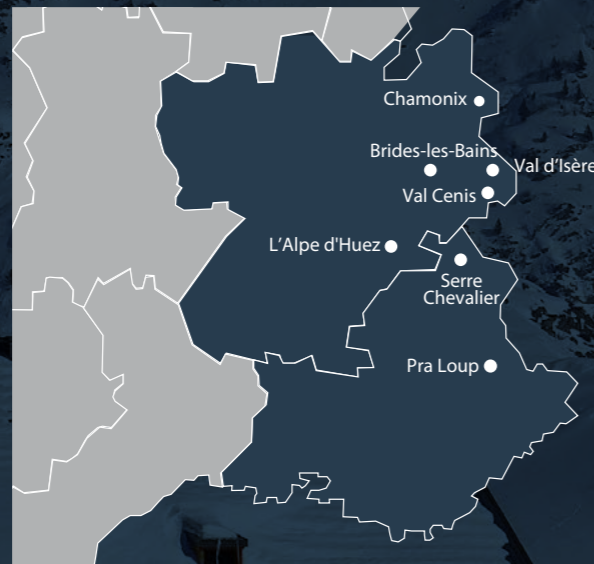 Chamonix
Brides-les-Bains
Val d’Isère
Val Cenis
L’Alpe d'Huez
Serre
Chevalier
Pra Loup